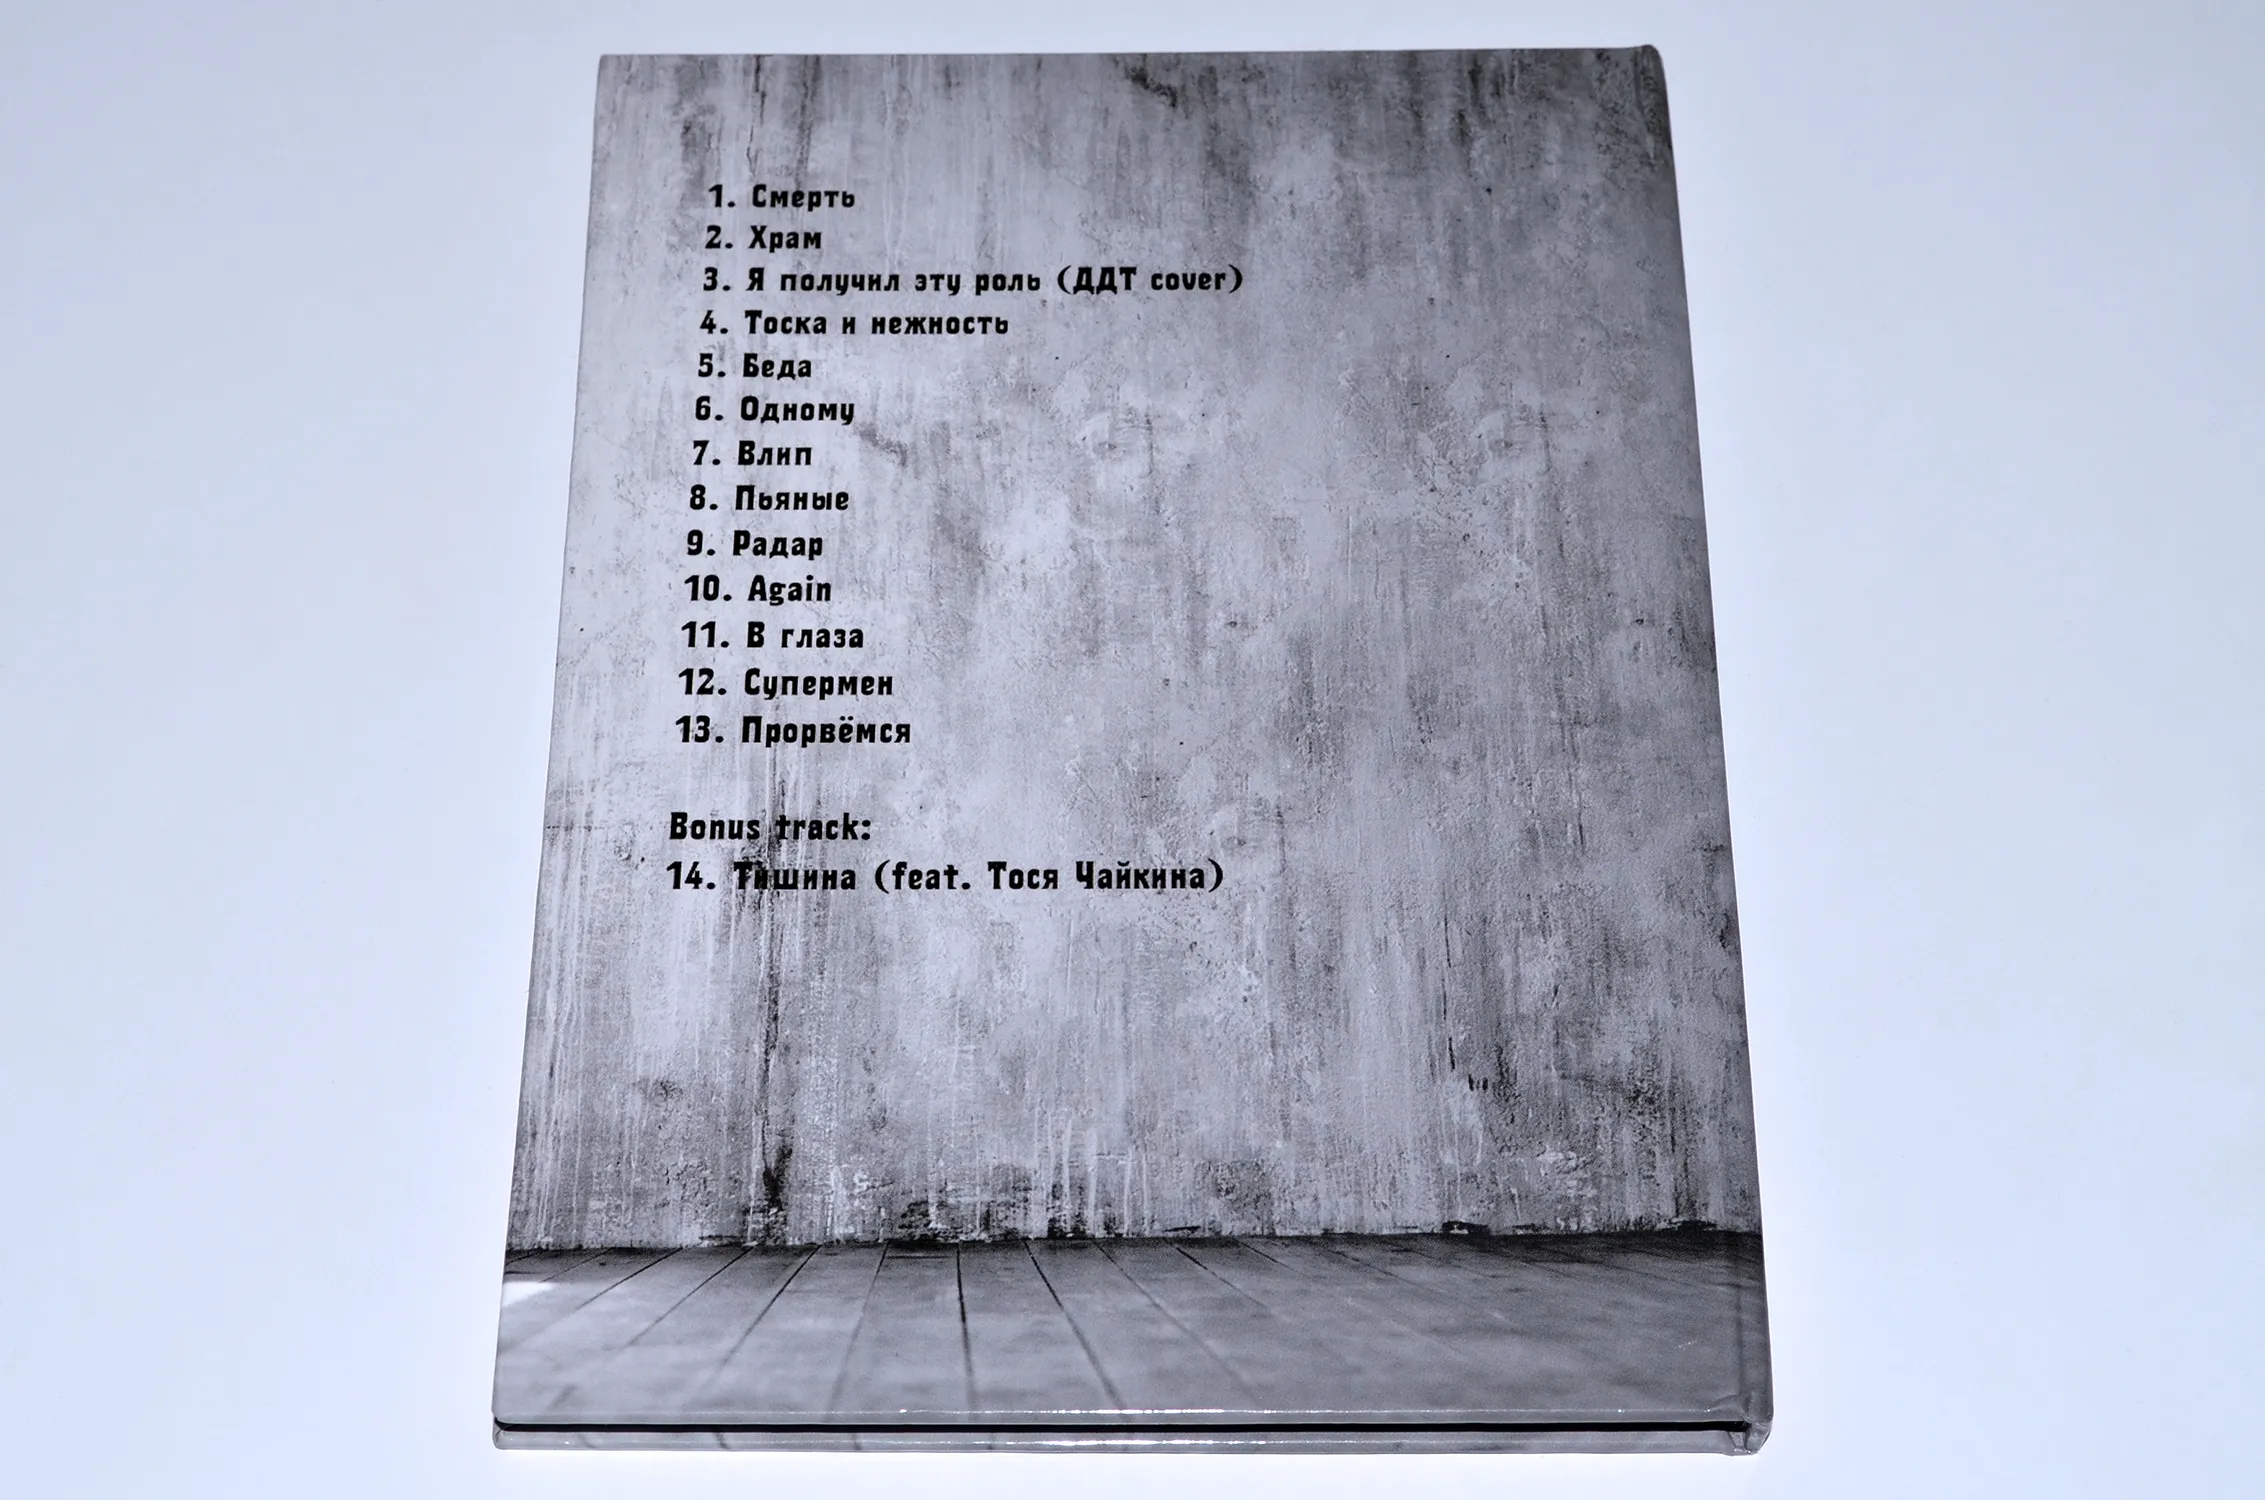 1. Смерть
2. Храм
3. Я получил эту роль (ДДТ cover)
4. Тоска и нежность
5. Беда
6. Одному
7. Влип
8. Пьяные
9. Радар
10. Again
11. В глаза
12. Супермен
13. Прорвёмся
Bonus track:
14. Тишина (feat. Тося Чайкина)